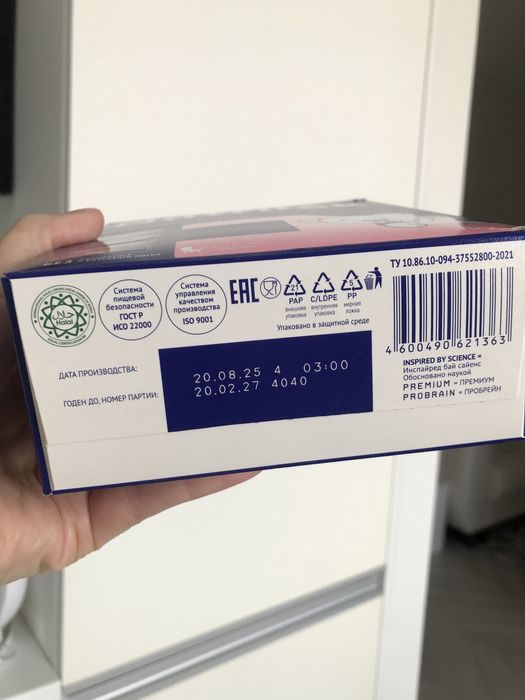 Halal
Система
пищевой
безопасности
ГОСТ Р
ИСО 22000
Система
управления
качеством
производства
ISO 9001
EAC
21
PAP
внешняя
упаковка
C/LDPE
внутренняя
упаковка
5
PP
мерная
ложка
Упаковано в защитной среде
ТУ 10.86.10-094-37552800-2021
4 600490 621363
INSPIRED BY SCIENCE =
Инспайред бай сайенс
Обосновано наукой
PREMIUM = ПРЕМИУМ
PROBRAIN = ПРОБРЕЙН
ДАТА ПРОИЗВОДСТВА:
20.08.25 4 03:00
ГОДЕН ДО, НОМЕР ПАРТИИ:
20.02.27 4040